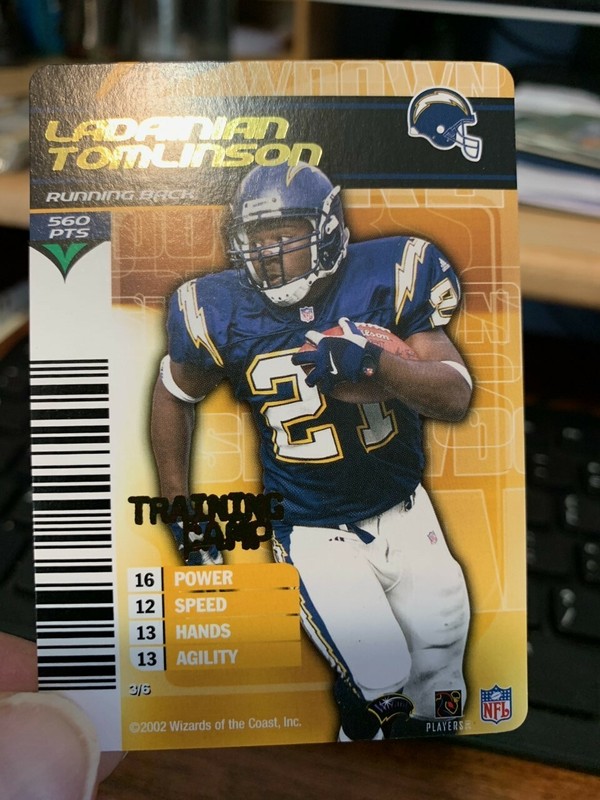 LADAINIAN
TOMLINSON
RUNNING BACK
560
PTS
21
TRAINING
CAMP
16 POWER
12 SPEED
13 HANDS
13 AGILITY
3/6
©2002 Wizards of the Coast, Inc.
PLAYERS INC
NFL